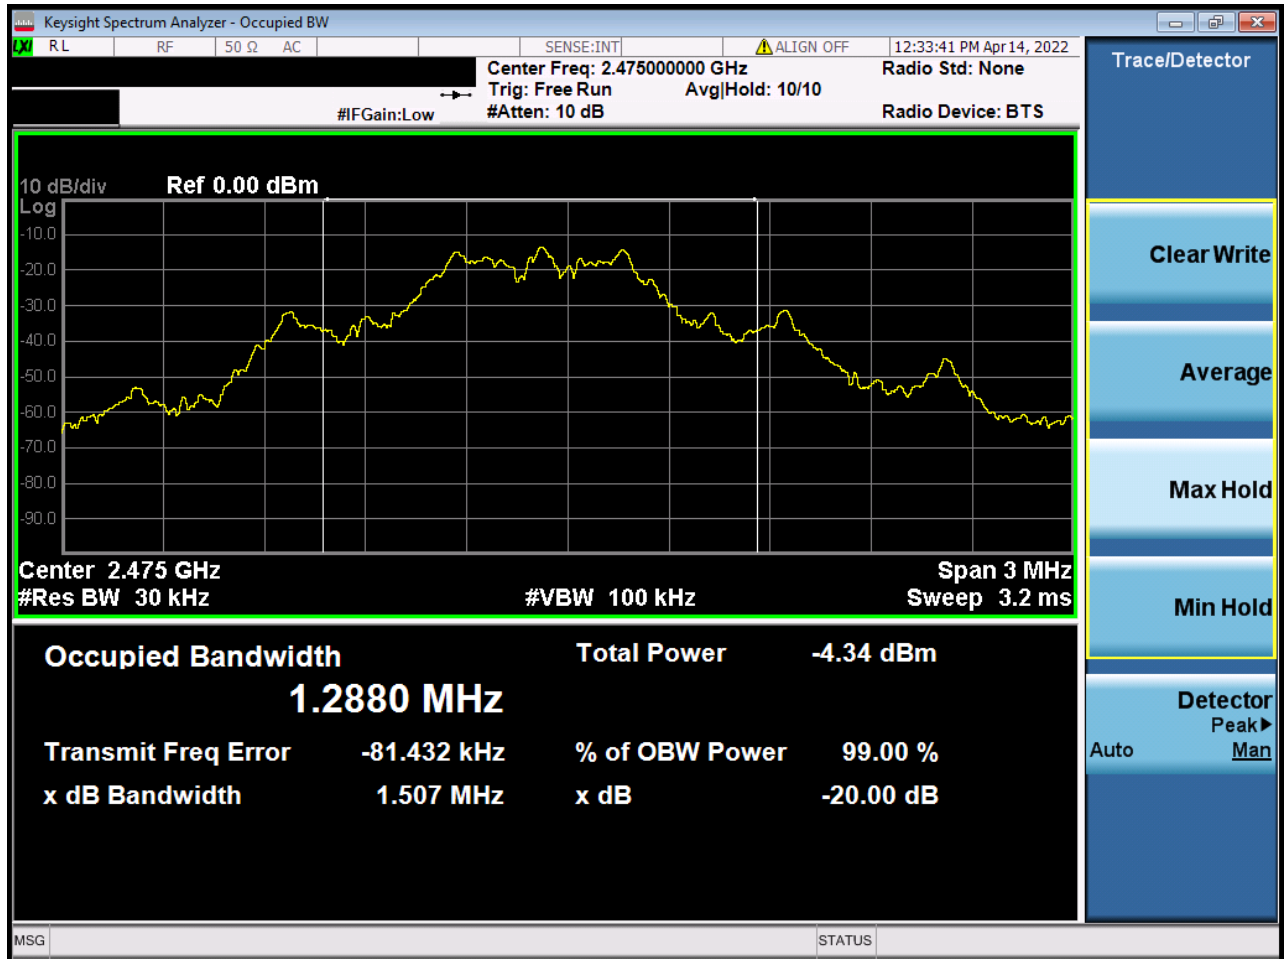 Keysight Spectrum Analyzer - Occupied BW
LXI RL RF 50 Ω AC SENSE:INT ALIGN OFF 12:33:41 PM Apr 14, 2022
Center Freq: 2.475000000 GHz Radio Std: None
Trig: Free Run Avg|Hold: 10/10
#IFGain:Low #Atten: 10 dB Radio Device: BTS
10 dB/div Ref 0.00 dBm
Log
-10.0
-20.0
-30.0
-40.0
-50.0
-60.0
-70.0
-80.0
-90.0
Center 2.475 GHz Span 3 MHz
#Res BW 30 kHz #VBW 100 kHz Sweep 3.2 ms
Occupied Bandwidth Total Power -4.34 dBm
1.2880 MHz
Transmit Freq Error -81.432 kHz % of OBW Power 99.00 %
x dB Bandwidth 1.507 MHz x dB -20.00 dB
MSG STATUS
Trace/Detector
Clear Write
Average
Max Hold
Min Hold
Detector
Peak▶
Auto Man